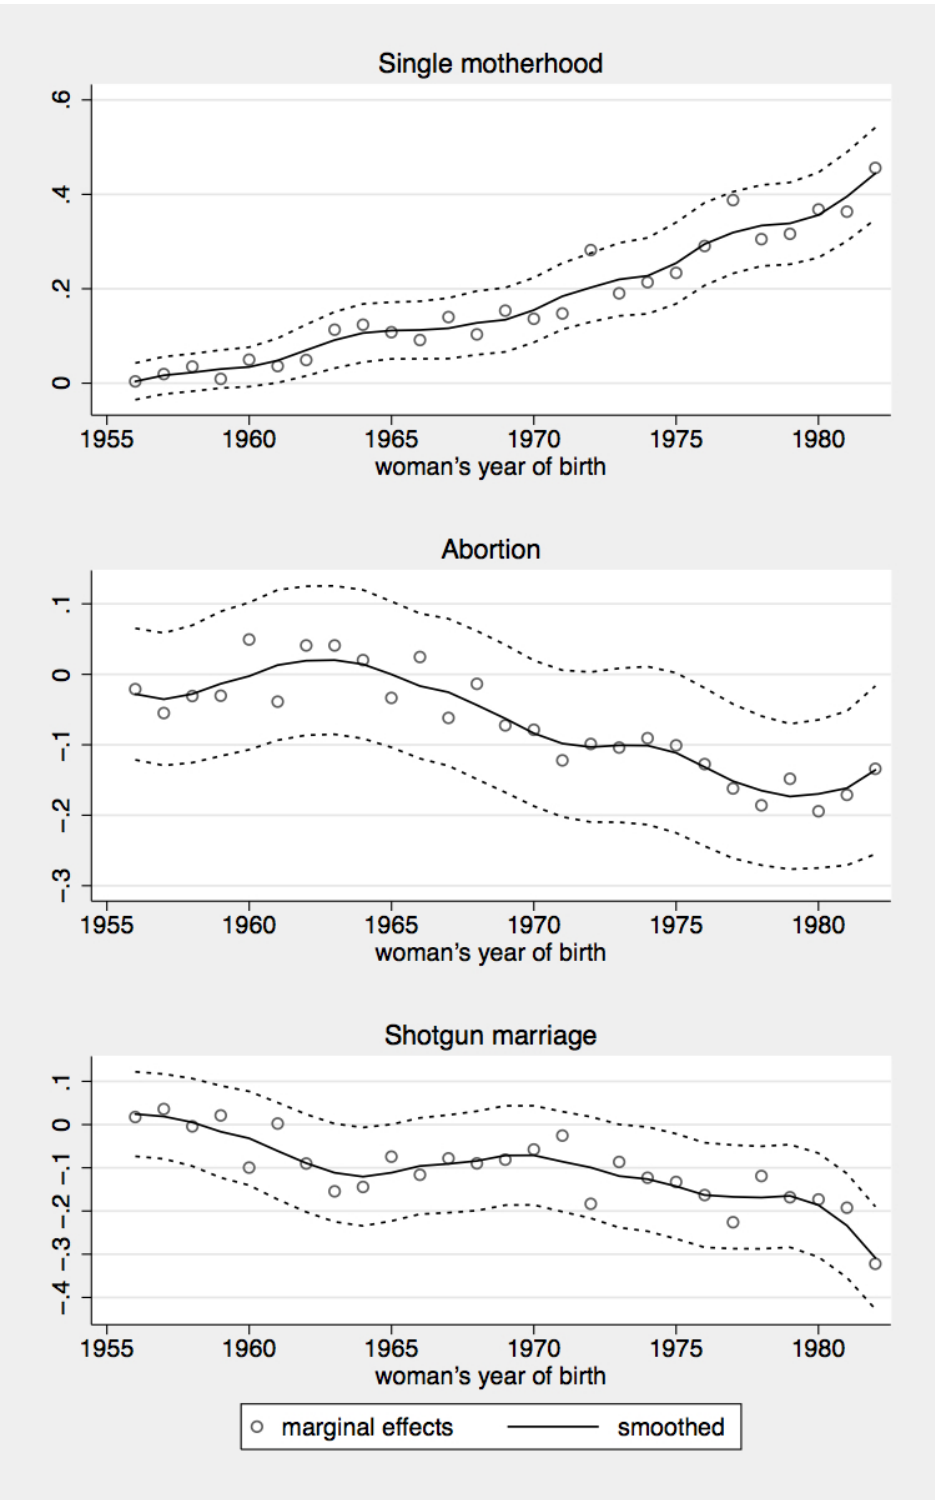 Single motherhood
.6
.4
.2
0
1955 1960 1965 1970 1975 1980
woman's year of birth
Abortion
.1
0
−.1
−.2
−.3
1955 1960 1965 1970 1975 1980
woman's year of birth
Shotgun marriage
.1
0
−.1
−.2
−.3
−.4
1955 1960 1965 1970 1975 1980
woman's year of birth
marginal effects smoothed